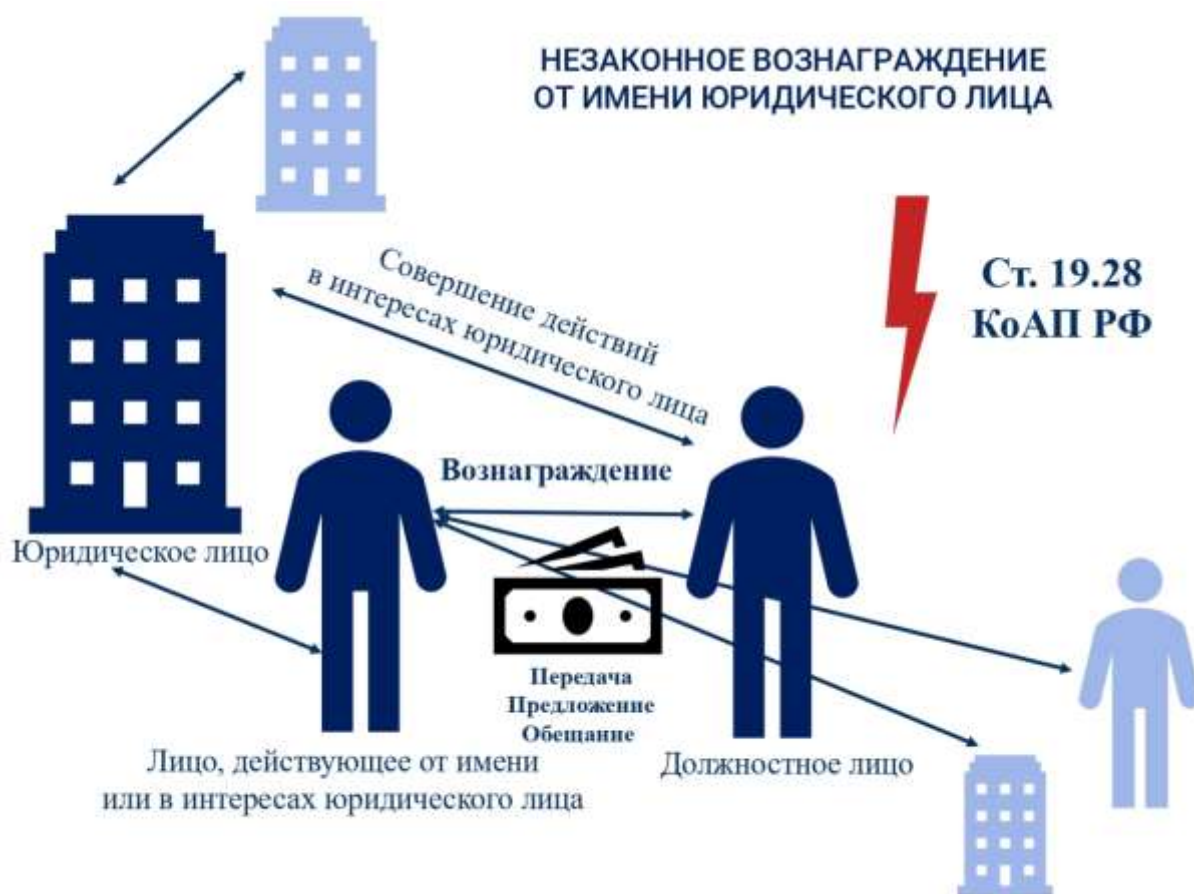 НЕЗАКОННОЕ ВОЗНАГРАЖДЕНИЕ
ОТ ИМЕНИ ЮРИДИЧЕСКОГО ЛИЦА
Ст. 19.28
КоАП РФ
Совершение действий
в интересах юридического лица
Вознаграждение
Юридическое лицо
Передача
Предложение
Обещание
Лицо, действующее от имени
или в интересах юридического лица
Должностное лицо